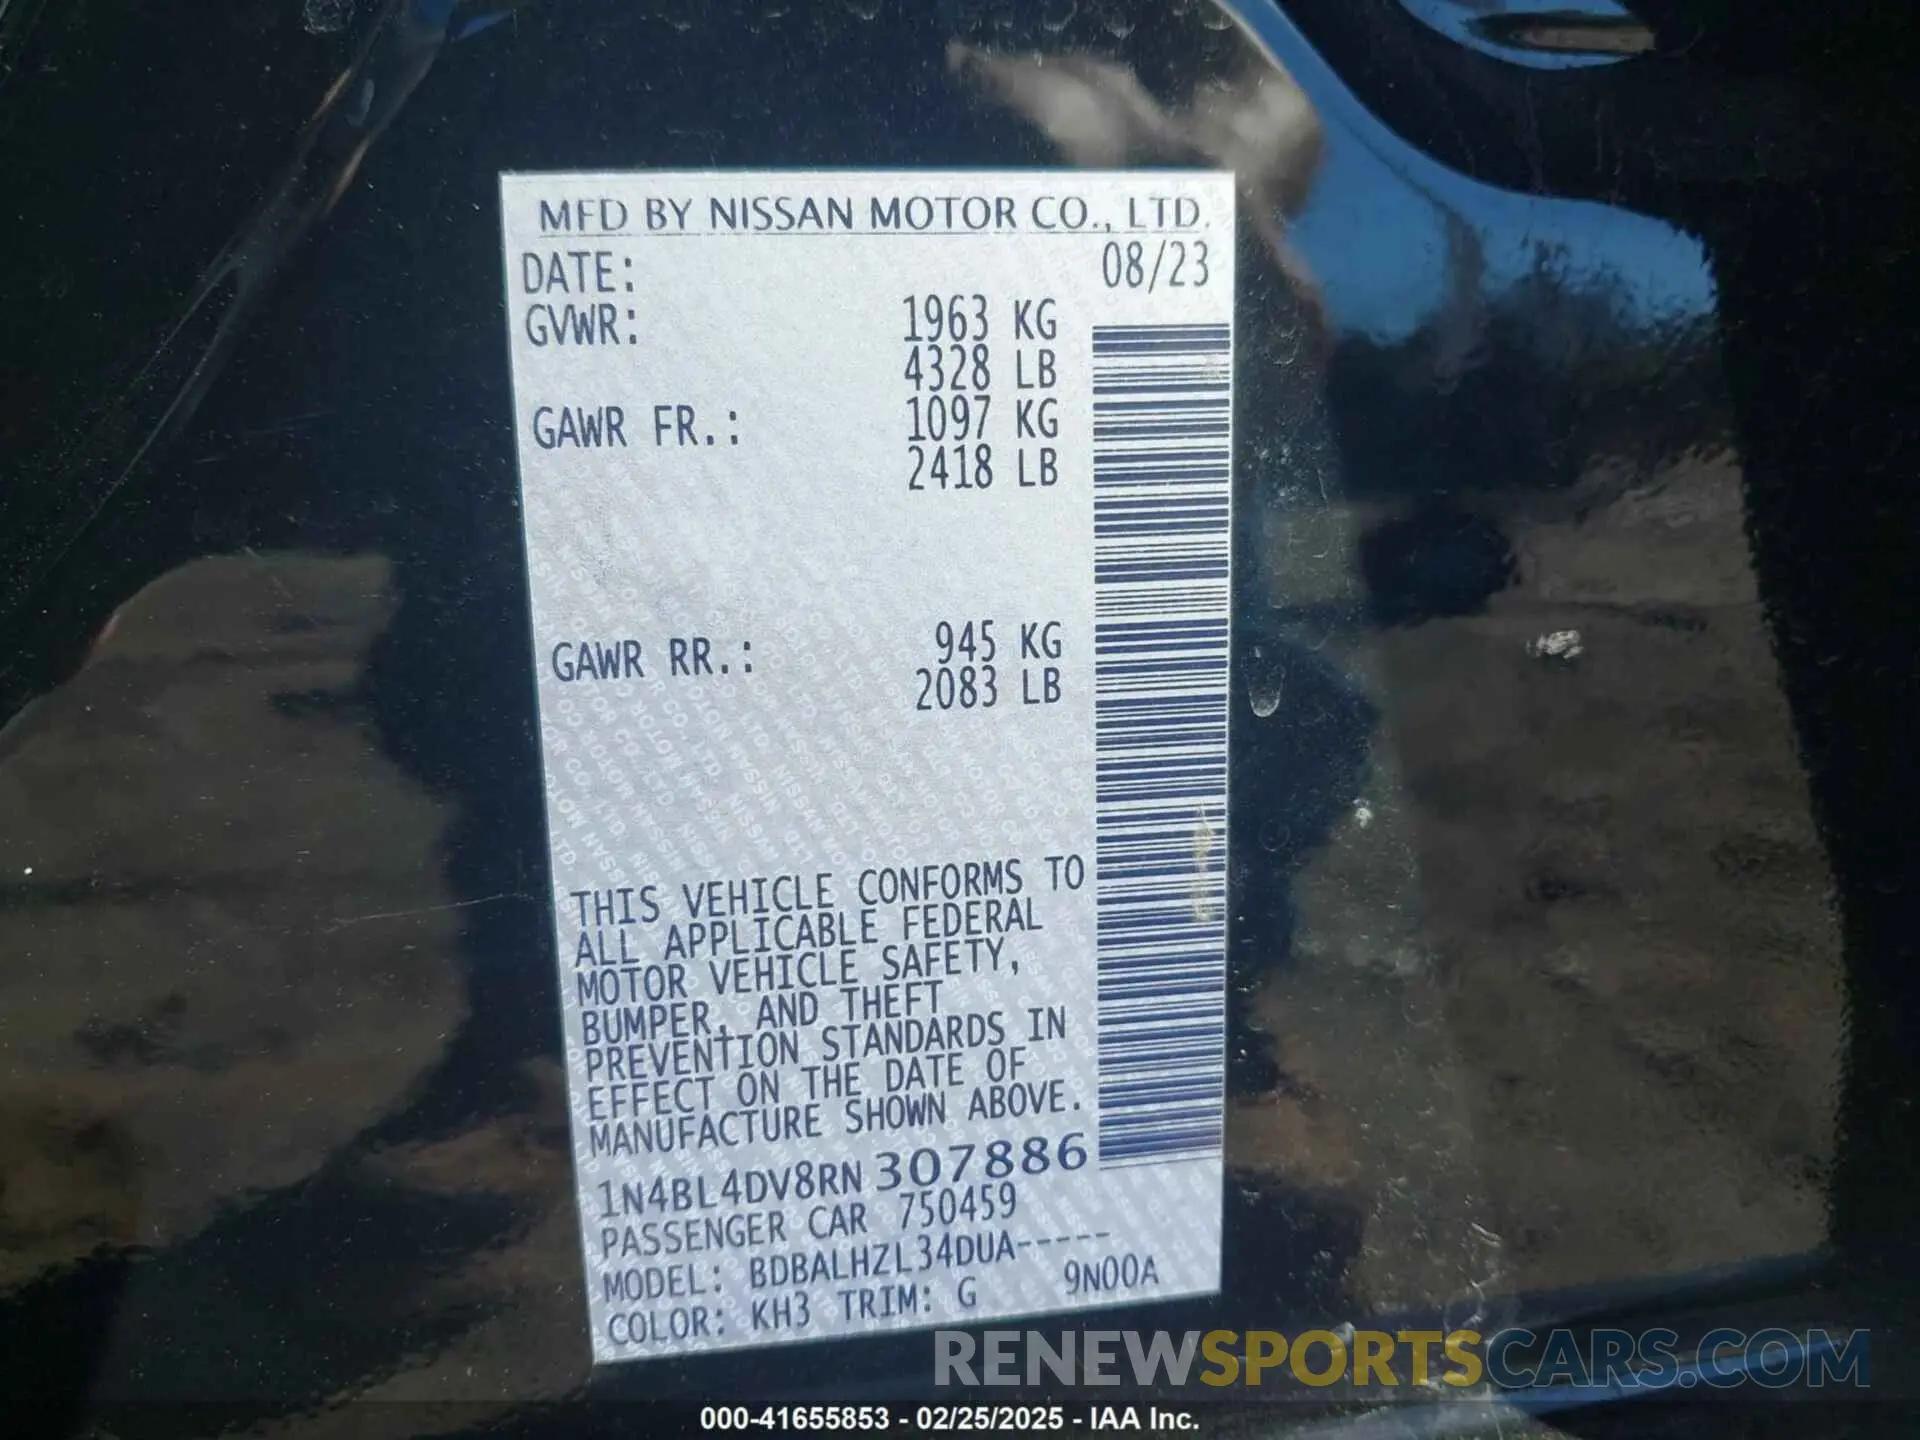 MFD BY NISSAN MOTOR CO., LTD.
DATE: 08/23
GVWR: 1963 KG
4328 LB
GAWR FR.: 1097 KG
2418 LB
GAWR RR.: 945 KG
2083 LB
THIS VEHICLE CONFORMS TO
ALL APPLICABLE FEDERAL
MOTOR VEHICLE SAFETY,
BUMPER, AND THEFT
PREVENTION STANDARDS IN
EFFECT ON THE DATE OF
MANUFACTURE SHOWN ABOVE.
1N4BL4DV8RN307886
PASSENGER CAR 750459
MODEL: BDBALHZL34DUA-----
COLOR: KH3 TRIM: G 9N00A
RENEWSPORTSCARS.COM
000-41655853 - 02/25/2025 - IAA Inc.